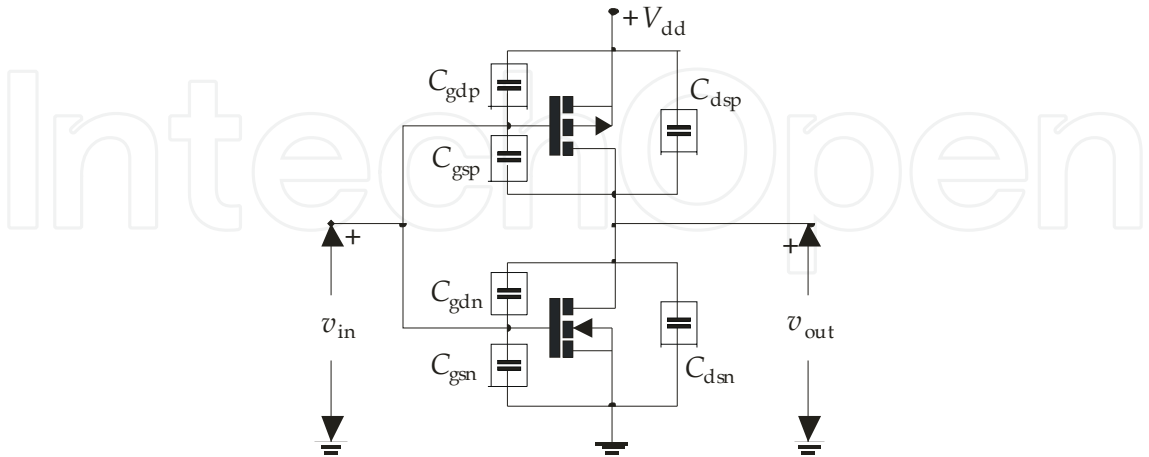 +V_dd
C_gdp
C_dsp
C_gsp
IntechOpen
+
+
C_gdn
v_in
v_out
C_gsn
C_dsn